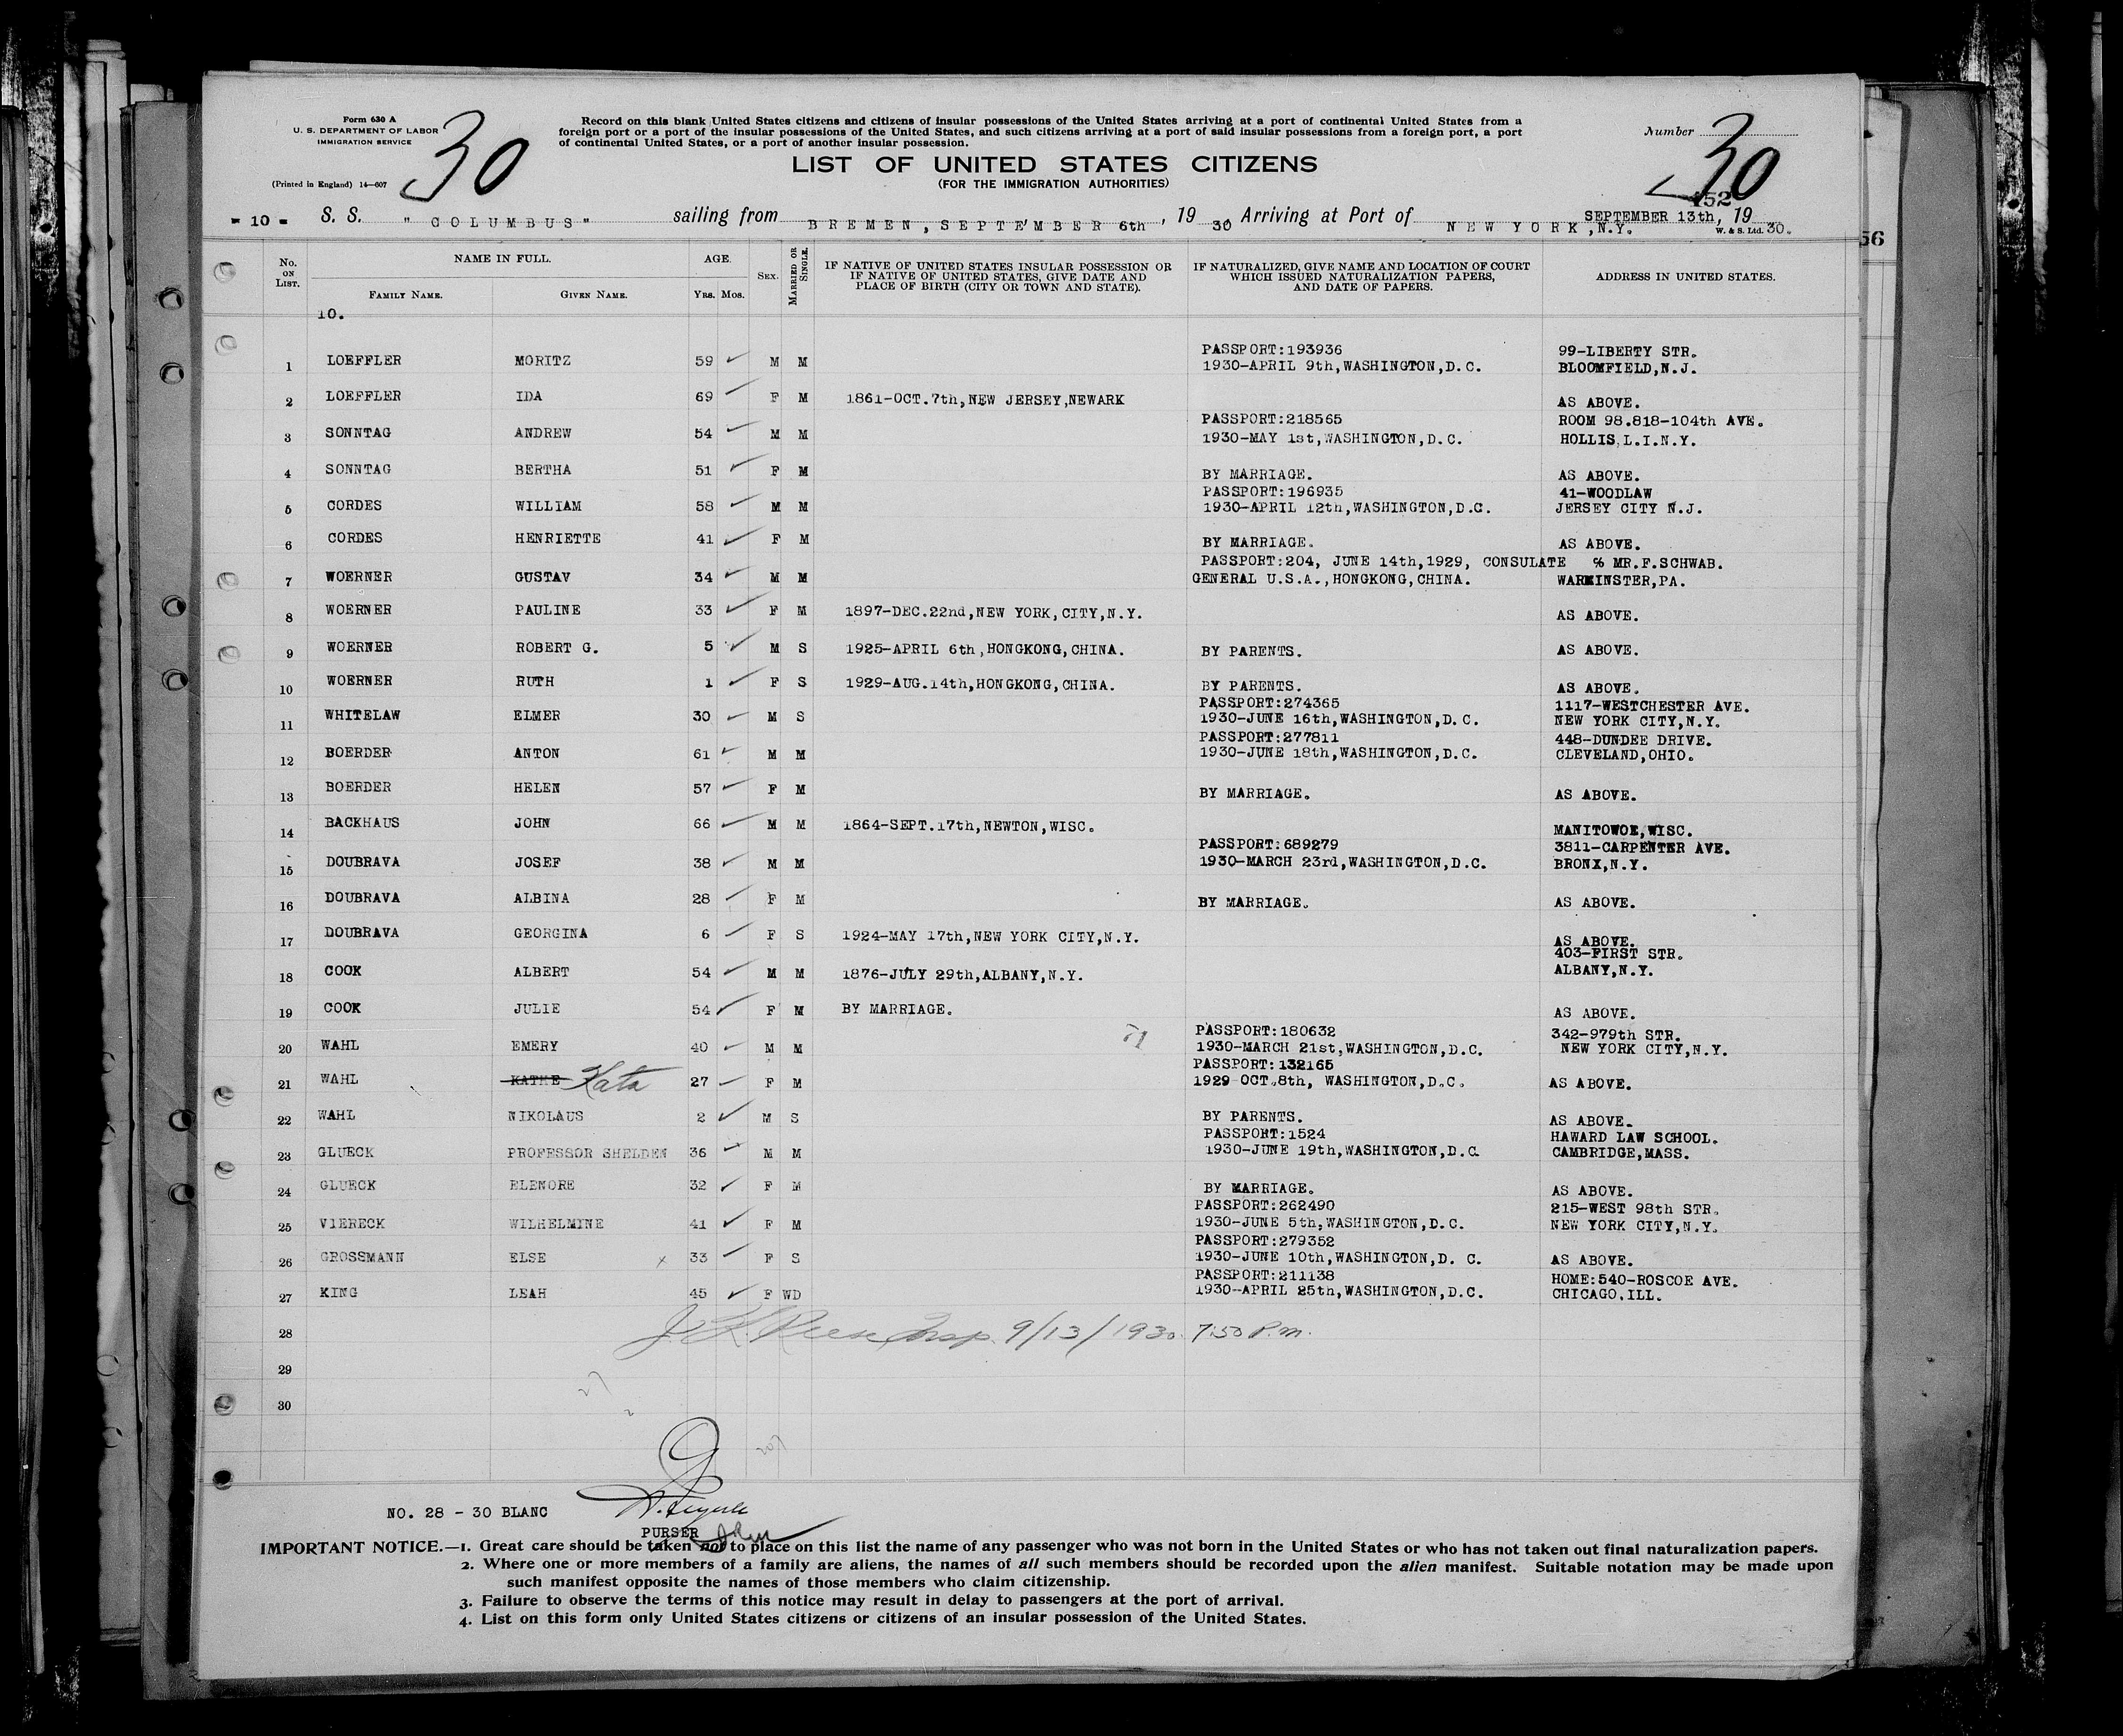 Form 630 A
U. S. DEPARTMENT OF LABOR
IMMIGRATION SERVICE
(Printed in England) 14—607
30
Record on this blank United States citizens and citizens of insular possessions of the United States arriving at a port of continental United States from a
foreign port or a port of the insular possessions of the United States, and such citizens arriving at a port of said insular possessions from a foreign port, a port
of continental United States, or a port of another insular possession.
LIST OF UNITED STATES CITIZENS
(FOR THE IMMIGRATION AUTHORITIES)
Number 30
152
56
- 10 - S. S. "COLUMBUS" sailing from BREMEN, SEPTEMBER 6th, 19 30 Arriving at Port of NEW YORK, N.Y. SEPTEMBER 13th, 19 30.
W. & S. Ltd.
No. ON LIST. NAME IN FULL. AGE. SEX. MARRIED OR SINGLE. IF NATIVE OF UNITED STATES INSULAR POSSESSION OR IF NATIVE OF UNITED STATES, GIVE DATE AND PLACE OF BIRTH (CITY OR TOWN AND STATE). IF NATURALIZED, GIVE NAME AND LOCATION OF COURT WHICH ISSUED NATURALIZATION PAPERS, AND DATE OF PAPERS. ADDRESS IN UNITED STATES.
FAMILY NAME. GIVEN NAME. YRS. MOS.
10.
1 LOEFFLER MORITZ 59 M M PASSPORT:193936 1930-APRIL 9th,WASHINGTON,D.C. 99-LIBERTY STR. BLOOMFIELD,N.J.
2 LOEFFLER IDA 69 F M 1861-OCT.7th,NEW JERSEY,NEWARK AS ABOVE.
3 SONNTAG ANDREW 54 M M PASSPORT:218565 1930-MAY 1st,WASHINGTON,D.C. ROOM 98.818-104th AVE. HOLLIS,L.I.N.Y.
4 SONNTAG BERTHA 51 F M BY MARRIAGE. AS ABOVE.
5 CORDES WILLIAM 58 M M PASSPORT:196935 1930-APRIL 12th,WASHINGTON,D.C. 41-WOODLAW JERSEY CITY N.J.
6 CORDES HENRIETTE 41 F M BY MARRIAGE. AS ABOVE.
7 WOERNER GUSTAV 34 M M PASSPORT:204, JUNE 14th,1929, CONSULATE GENERAL U.S.A.,HONGKONG,CHINA. % MR.F.SCHWAB. WARMINSTER,PA.
8 WOERNER PAULINE 33 F M 1897-DEC.22nd,NEW YORK,CITY,N.Y. AS ABOVE.
9 WOERNER ROBERT G. 5 M S 1925-APRIL 6th,HONGKONG,CHINA. BY PARENTS. AS ABOVE.
10 WOERNER RUTH 1 F S 1929-AUG.14th,HONGKONG,CHINA. BY PARENTS. AS ABOVE.
11 WHITELAW ELMER 30 M S PASSPORT:274365 1930-JUNE 16th,WASHINGTON,D.C. 1117-WESTCHESTER AVE. NEW YORK CITY,N.Y.
12 BOERDER ANTON 61 M M PASSPORT:277811 1930-JUNE 18th,WASHINGTON,D.C. 448-DUNDEE DRIVE. CLEVELAND,OHIO.
13 BOERDER HELEN 57 F M BY MARRIAGE. AS ABOVE.
14 BACKHAUS JOHN 66 M M 1864-SEPT.17th,NEWTON,WISC. MANITOWOE,WISC.
15 DOUBRAVA JOSEF 38 M M PASSPORT:689279 1930-MARCH 23rd,WASHINGTON,D.C. 3811-CARPENTER AVE. BRONX,N.Y.
16 DOUBRAVA ALBINA 28 F M BY MARRIAGE. AS ABOVE.
17 DOUBRAVA GEORGINA 6 F S 1924-MAY 17th,NEW YORK CITY,N.Y. AS ABOVE.
18 COOK ALBERT 54 M M 1876-JULY 29th,ALBANY,N.Y. 403-FIRST STR. ALBANY,N.Y.
19 COOK JULIE 54 F M BY MARRIAGE. AS ABOVE.
20 WAHL EMERY 40 M M PASSPORT:180632 1930-MARCH 21st,WASHINGTON,D.C. 342-979th STR. NEW YORK CITY,N.Y.
21 WAHL KATHE Kata 27 F M PASSPORT:132165 1929-OCT.8th, WASHINGTON,D.C. AS ABOVE.
22 WAHL NIKOLAUS 2 M S BY PARENTS. AS ABOVE.
23 GLUECK PROFESSOR SHELDEN 36 M M PASSPORT:1524 1930-JUNE 19th,WASHINGTON,D.C. HAWARD LAW SCHOOL. CAMBRIDGE,MASS.
24 GLUECK ELENORE 32 F M BY MARRIAGE. AS ABOVE.
25 VIERECK WILHELMINE 41 F M PASSPORT:262490 1930-JUNE 5th,WASHINGTON,D.C. 215-WEST 98th STR. NEW YORK CITY,N.Y.
26 GROSSMANN ELSE x 33 F S PASSPORT:279352 1930-JUNE 10th,WASHINGTON,D. C. AS ABOVE.
27 KING LEAH 45 F WD PASSPORT:211138 1930-APRIL 25th,WASHINGTON,D.C. HOME:540-ROSCOE AVE. CHICAGO.ILL.
28 Insp. 9/13/1930. 7:50 P.m.
29
30
27
NO. 28 - 30 BLANC
PURSER
IMPORTANT NOTICE.—1. Great care should be taken not to place on this list the name of any passenger who was not born in the United States or who has not taken out final naturalization papers.
2. Where one or more members of a family are aliens, the names of all such members should be recorded upon the alien manifest. Suitable notation may be made upon
such manifest opposite the names of those members who claim citizenship.
3. Failure to observe the terms of this notice may result in delay to passengers at the port of arrival.
4. List on this form only United States citizens or citizens of an insular possession of the United States.